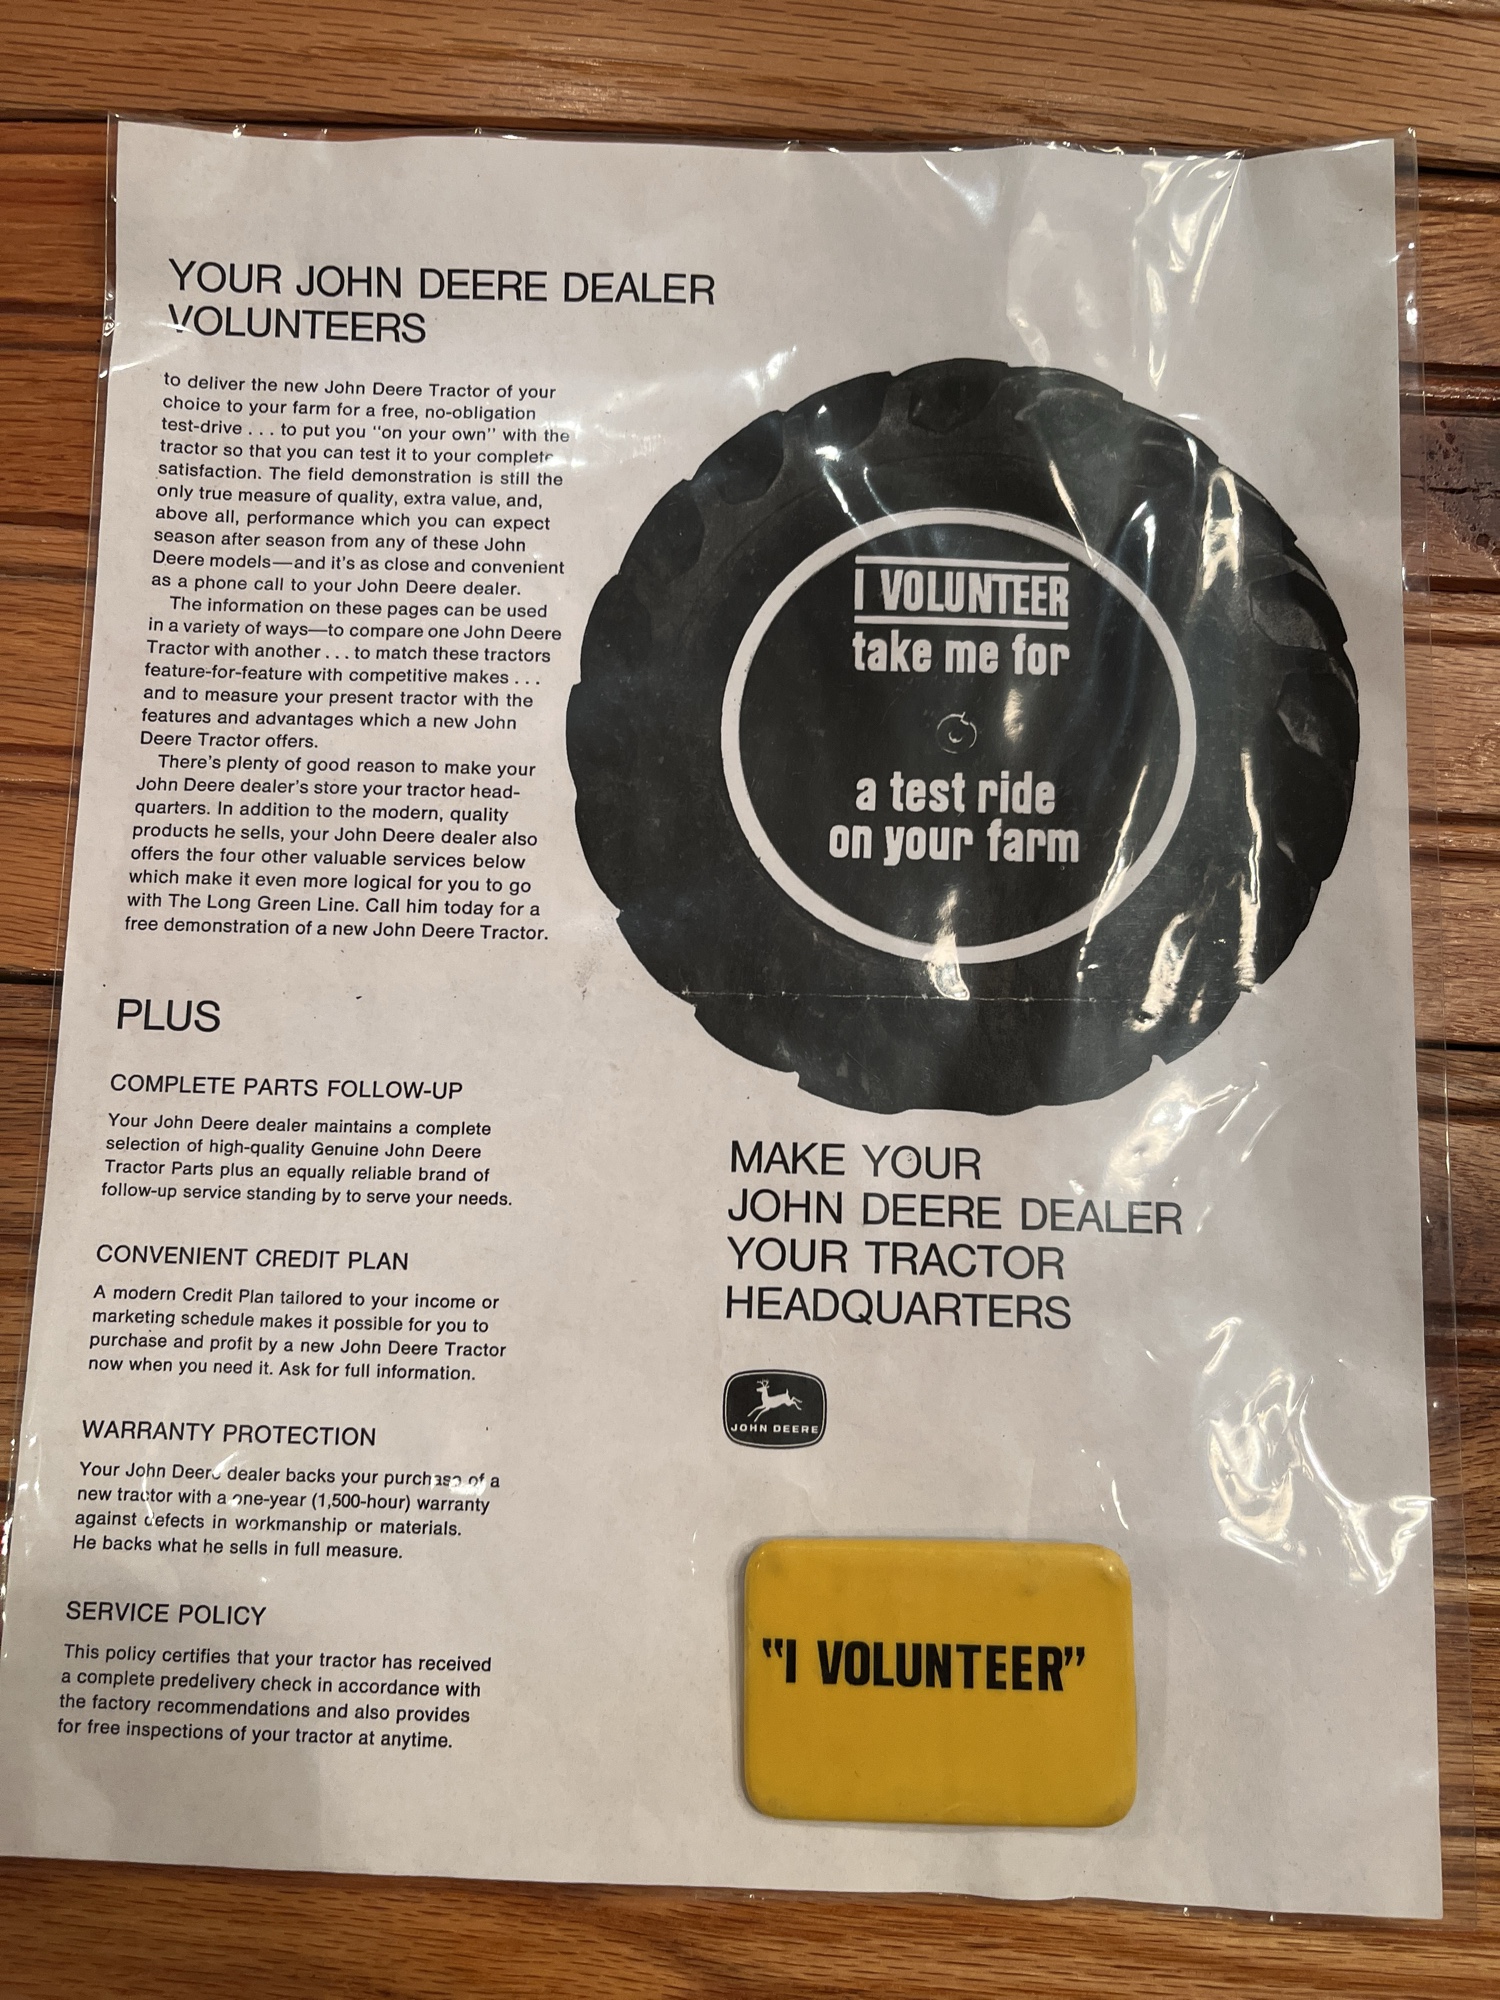 YOUR JOHN DEERE DEALER
VOLUNTEERS
to deliver the new John Deere Tractor of your
choice to your farm for a free, no-obligation
test-drive . . . to put you “on your own” with the
tractor so that you can test it to your complete
satisfaction. The field demonstration is still the
only true measure of quality, extra value, and,
above all, performance which you can expect
season after season from any of these John
Deere models—and it's as close and convenient
as a phone call to your John Deere dealer.
The information on these pages can be used
in a variety of ways—to compare one John Deere
Tractor with another . . . to match these tractors
feature-for-feature with competitive makes . . .
and to measure your present tractor with the
features and advantages which a new John
Deere Tractor offers.
There's plenty of good reason to make your
John Deere dealer's store your tractor head-
quarters. In addition to the modern, quality
products he sells, your John Deere dealer also
offers the four other valuable services below
which make it even more logical for you to go
with The Long Green Line. Call him today for a
free demonstration of a new John Deere Tractor.
PLUS
COMPLETE PARTS FOLLOW-UP
Your John Deere dealer maintains a complete
selection of high-quality Genuine John Deere
Tractor Parts plus an equally reliable brand of
follow-up service standing by to serve your needs.
CONVENIENT CREDIT PLAN
A modern Credit Plan tailored to your income or
marketing schedule makes it possible for you to
purchase and profit by a new John Deere Tractor
now when you need it. Ask for full information.
WARRANTY PROTECTION
Your John Deere dealer backs your purchase of a
new tractor with a one-year (1,500-hour) warranty
against defects in workmanship or materials.
He backs what he sells in full measure.
SERVICE POLICY
This policy certifies that your tractor has received
a complete predelivery check in accordance with
the factory recommendations and also provides
for free inspections of your tractor at anytime.
I VOLUNTEER
take me for
a test ride
on your farm
MAKE YOUR
JOHN DEERE DEALER
YOUR TRACTOR
HEADQUARTERS
JOHN DEERE
"I VOLUNTEER"